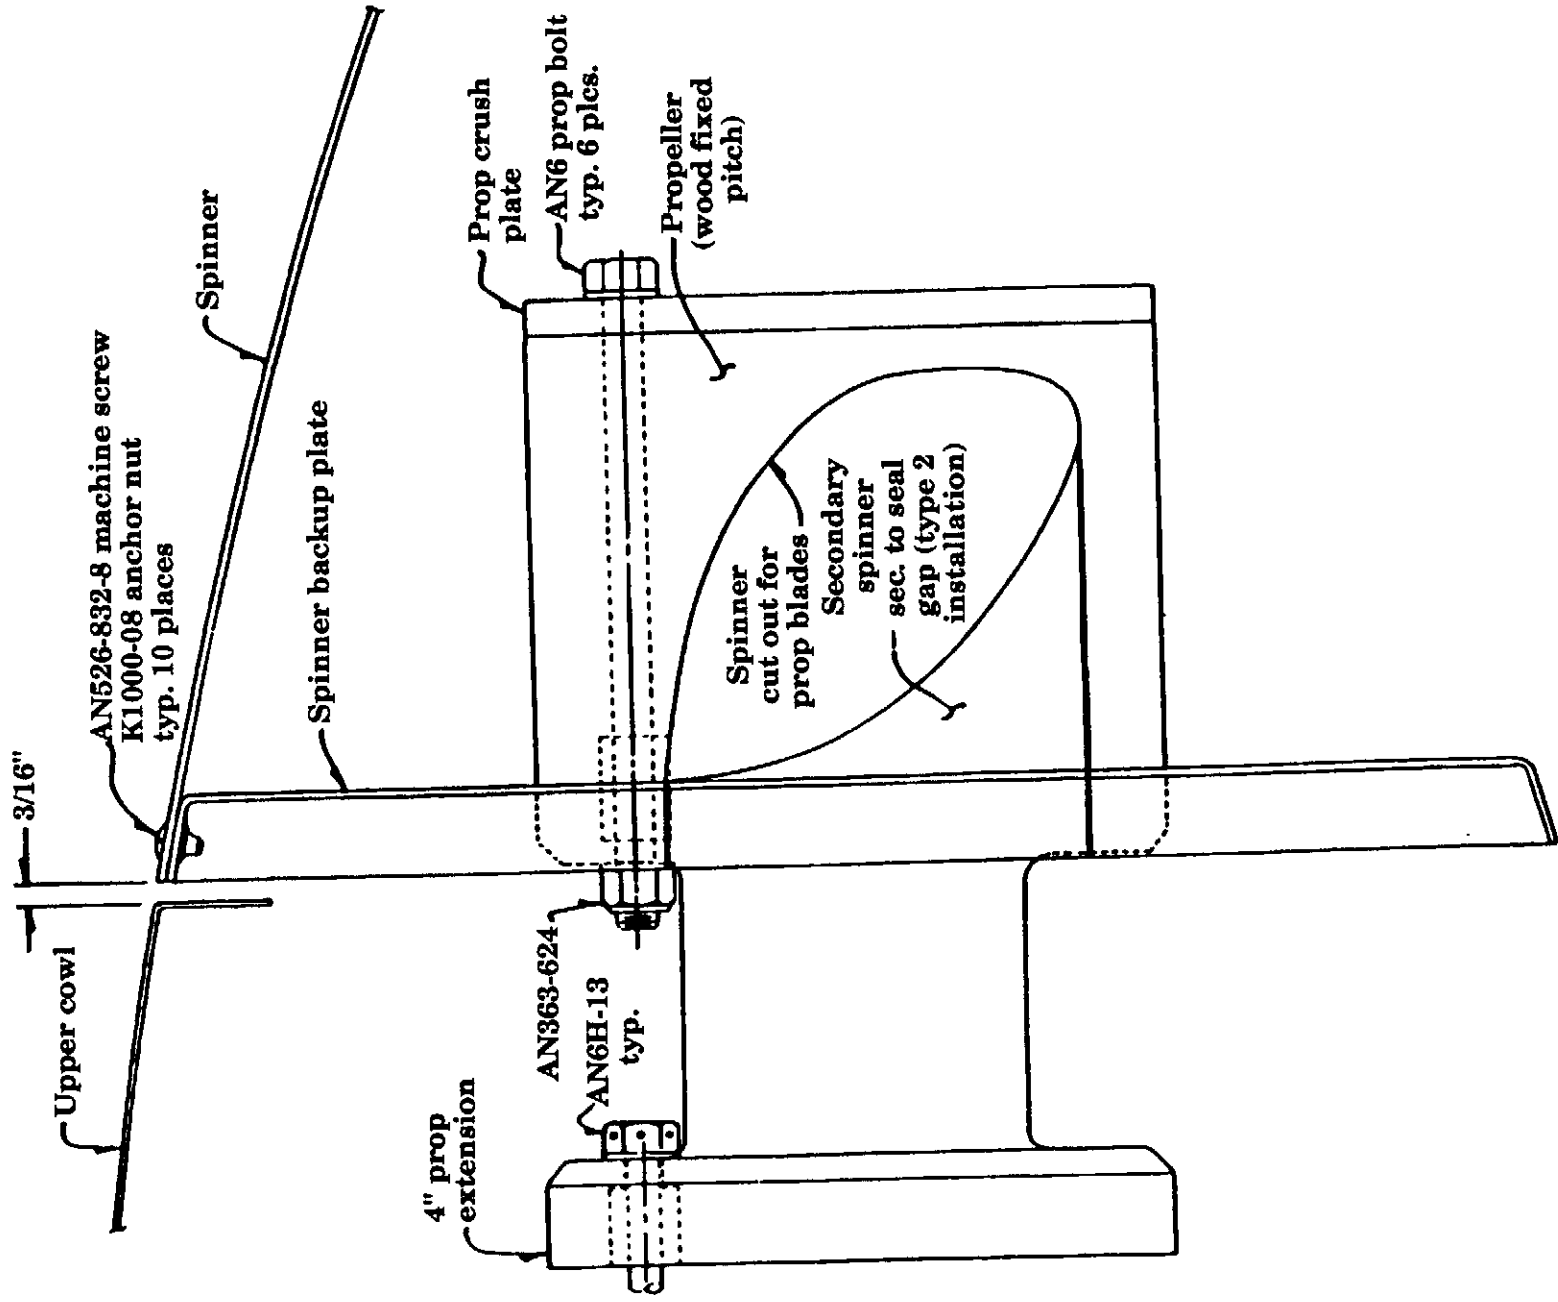 3/16"
AN526-832-8 machine screw
K1000-08 anchor nut
typ. 10 places
Spinner
Upper cowl
Spinner backup plate
Prop crush
plate
AN6 prop bolt
typ. 6 plcs.
Propeller
(wood fixed
pitch)
Spinner
cut out for
prop blades
Secondary
spinner
sec. to seal
gap (type 2
installation)
AN363-624
AN6H-13
typ.
4" prop
extension